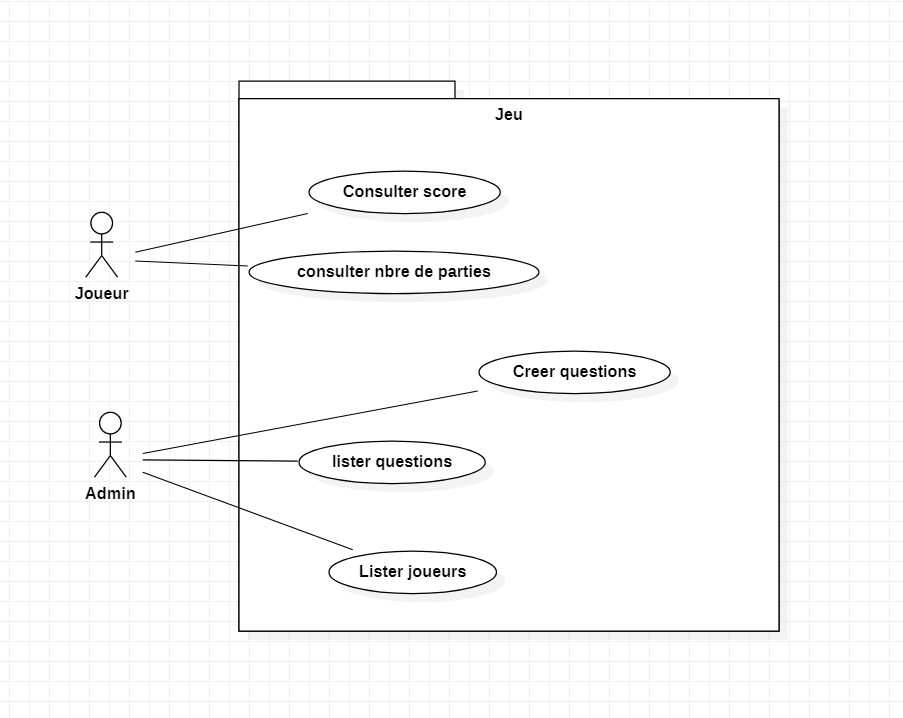 Jeu
Consulter score
consulter nbre de parties
Joueur
Creer questions
lister questions
Admin
Lister joueurs